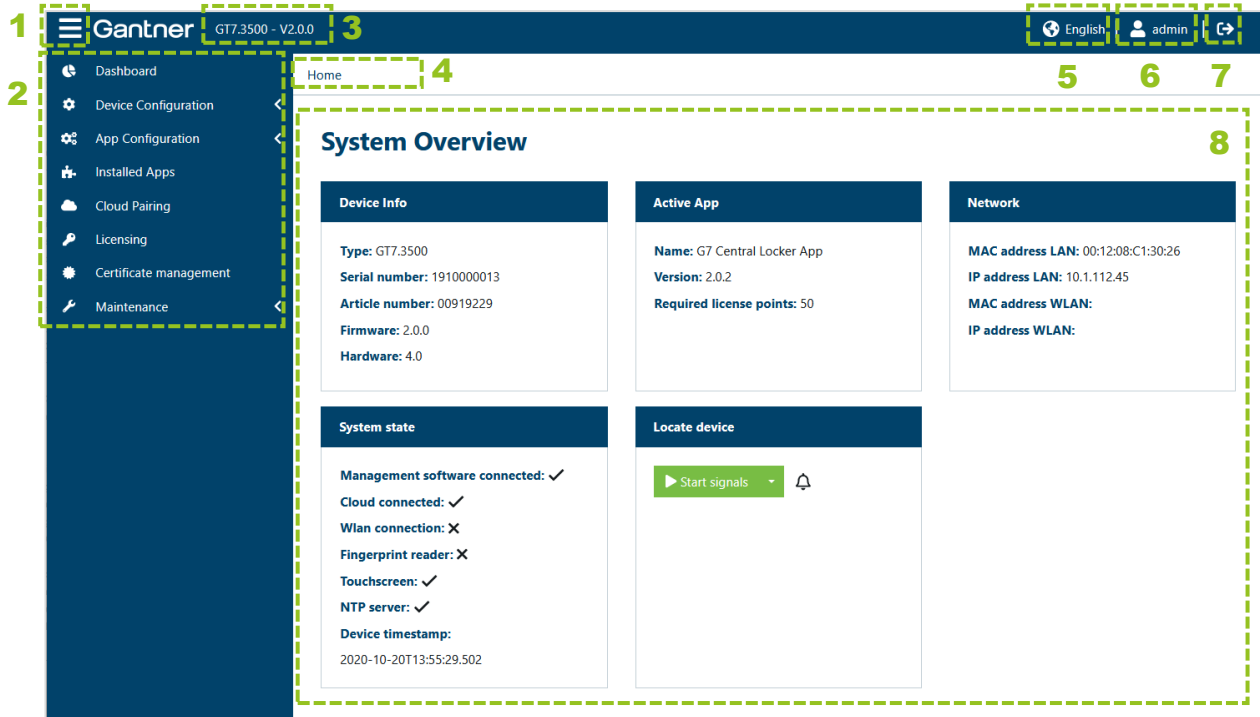 1 Gantner GT7.3500 - V2.0.0 3 English admin
5 6 7
2
Dashboard
Device Configuration
App Configuration
Installed Apps
Cloud Pairing
Licensing
Certificate management
Maintenance
Home 4
System Overview 8
Device Info
Type: GT7.3500
Serial number: 1910000013
Article number: 00919229
Firmware: 2.0.0
Hardware: 4.0
Active App
Name: G7 Central Locker App
Version: 2.0.2
Required license points: 50
Network
MAC address LAN: 00:12:08:C1:30:26
IP address LAN: 10.1.112.45
MAC address WLAN:
IP address WLAN:
System state
Management software connected:
Cloud connected:
Wlan connection:
Fingerprint reader:
Touchscreen:
NTP server:
Device timestamp:
2020-10-20T13:55:29.502
Locate device
Start signals